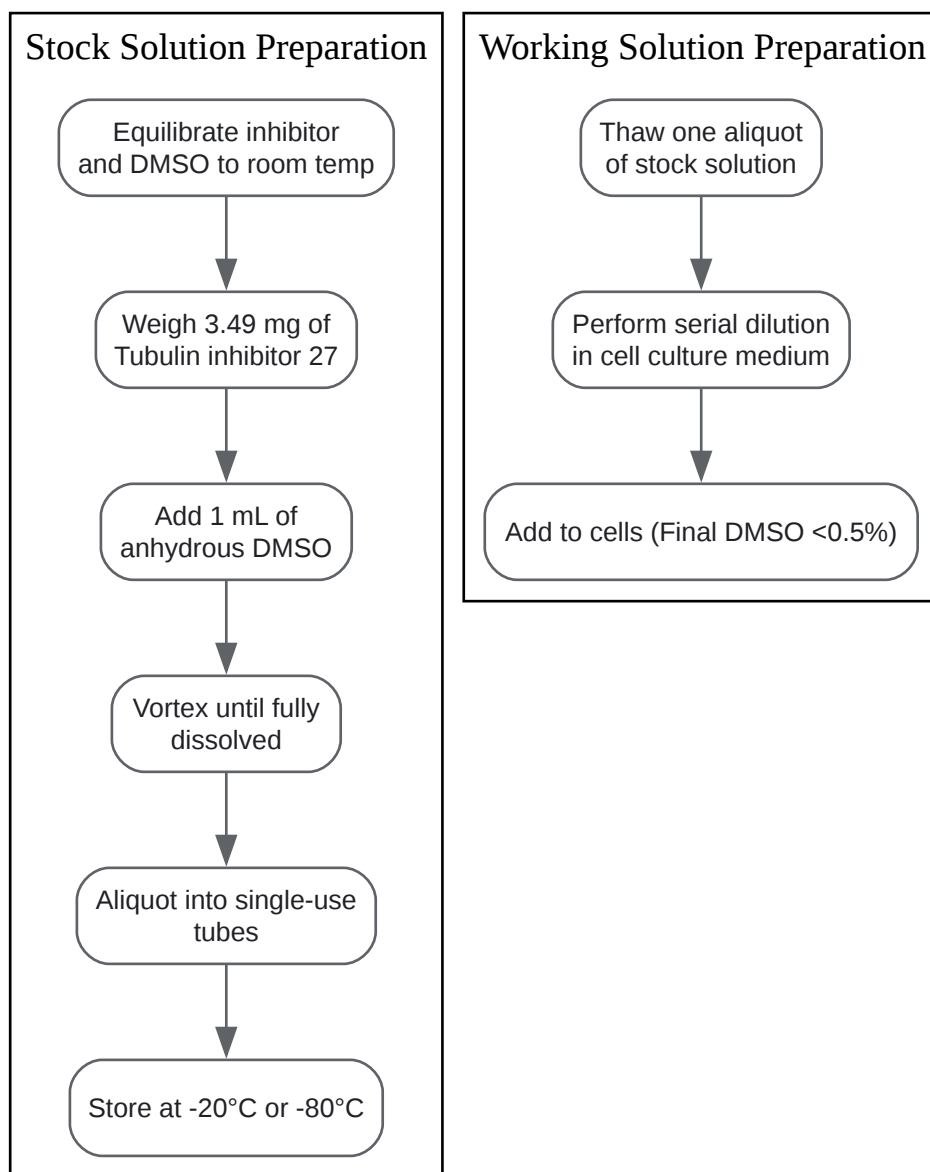 Stock Solution Preparation
Equilibrate inhibitor
and DMSO to room temp
Weigh 3.49 mg of
Tubulin inhibitor 27
Add 1 mL of
anhydrous DMSO
Vortex until fully
dissolved
Aliquot into single-use
tubes
Store at -20°C or -80°C
Working Solution Preparation
Thaw one aliquot
of stock solution
Perform serial dilution
in cell culture medium
Add to cells (Final DMSO <0.5%)